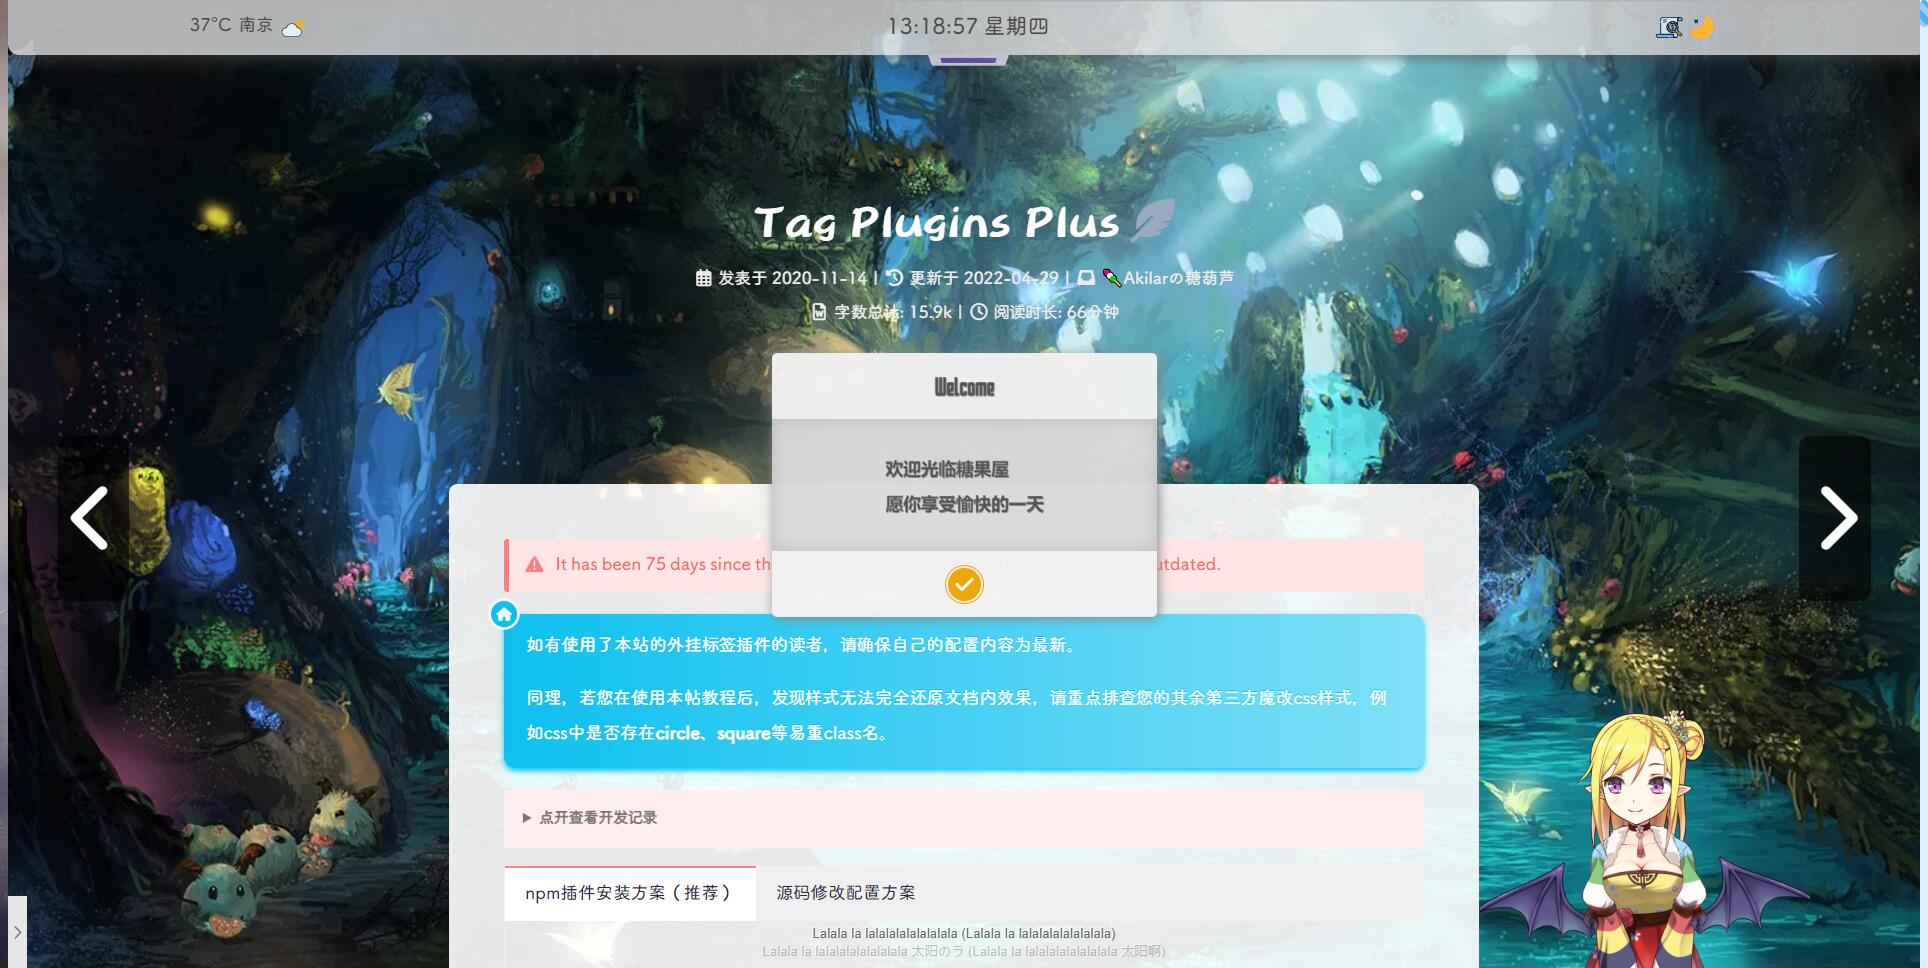 37°C 南京
13:18:57 星期四
Tag Plugins Plus
发表于 2020-11-14 | 更新于 2022-04-29 | Akilarの糖葫芦
字数总计: 15.9k | 阅读时长: 66分钟
Welcome
欢迎光临糖果屋
愿你享受愉快的一天
It has been 75 days since the outdated.
如有使用了本站的外挂标签插件的读者，请确保自己的配置内容为最新。
同理，若您在使用本帖教程后，发现样式无法完全还原文档内效果，请重点排查您的其余第三方魔改css样式，例
如css中是否存在circle、square等易重class名。
点开查看开发记录
npm插件安装方案（推荐） 源码修改配置方案
Lalala la lalalalalalalalala (Lalala la lalalalalalalalala)
Lalala la lalalalalalalalala 太阳のラ (Lalala la lalalalalalalalala 太阳啊)